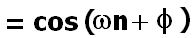 = cos (ωn + ϕ )